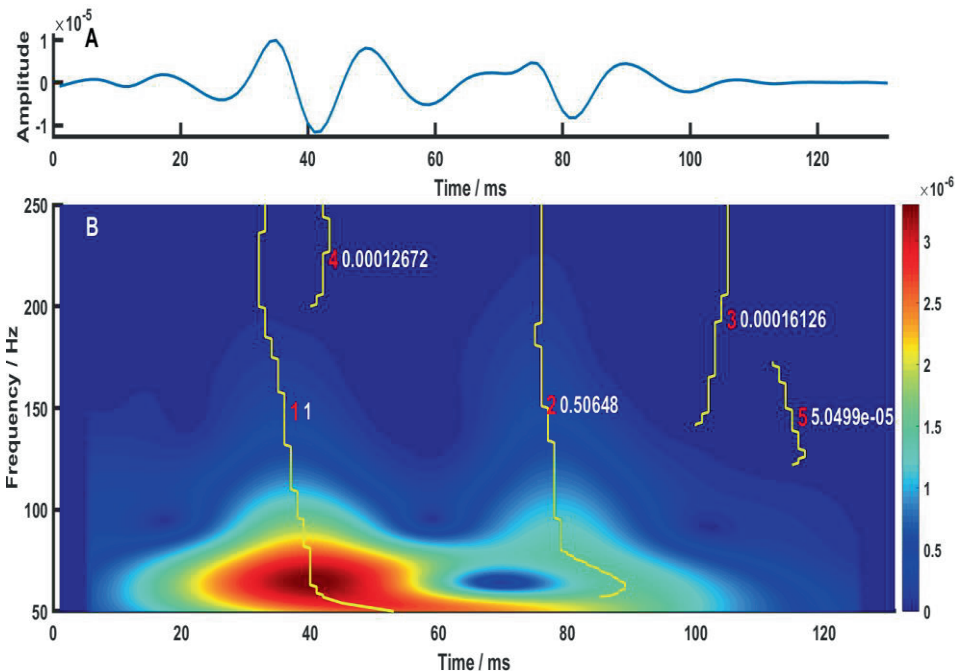 ×10⁻⁵
A
Amplitude
1
0
-1
0 20 40 60 80 100 120
Time / ms
×10⁻⁶
B
Frequency / Hz
250
200
150
100
50
4 0.00012672
3 0.00016126
1 1
2 0.50648
5 5.0499e-05
3
2.5
2
1.5
1
0.5
0
0 20 40 60 80 100 120
Time / ms